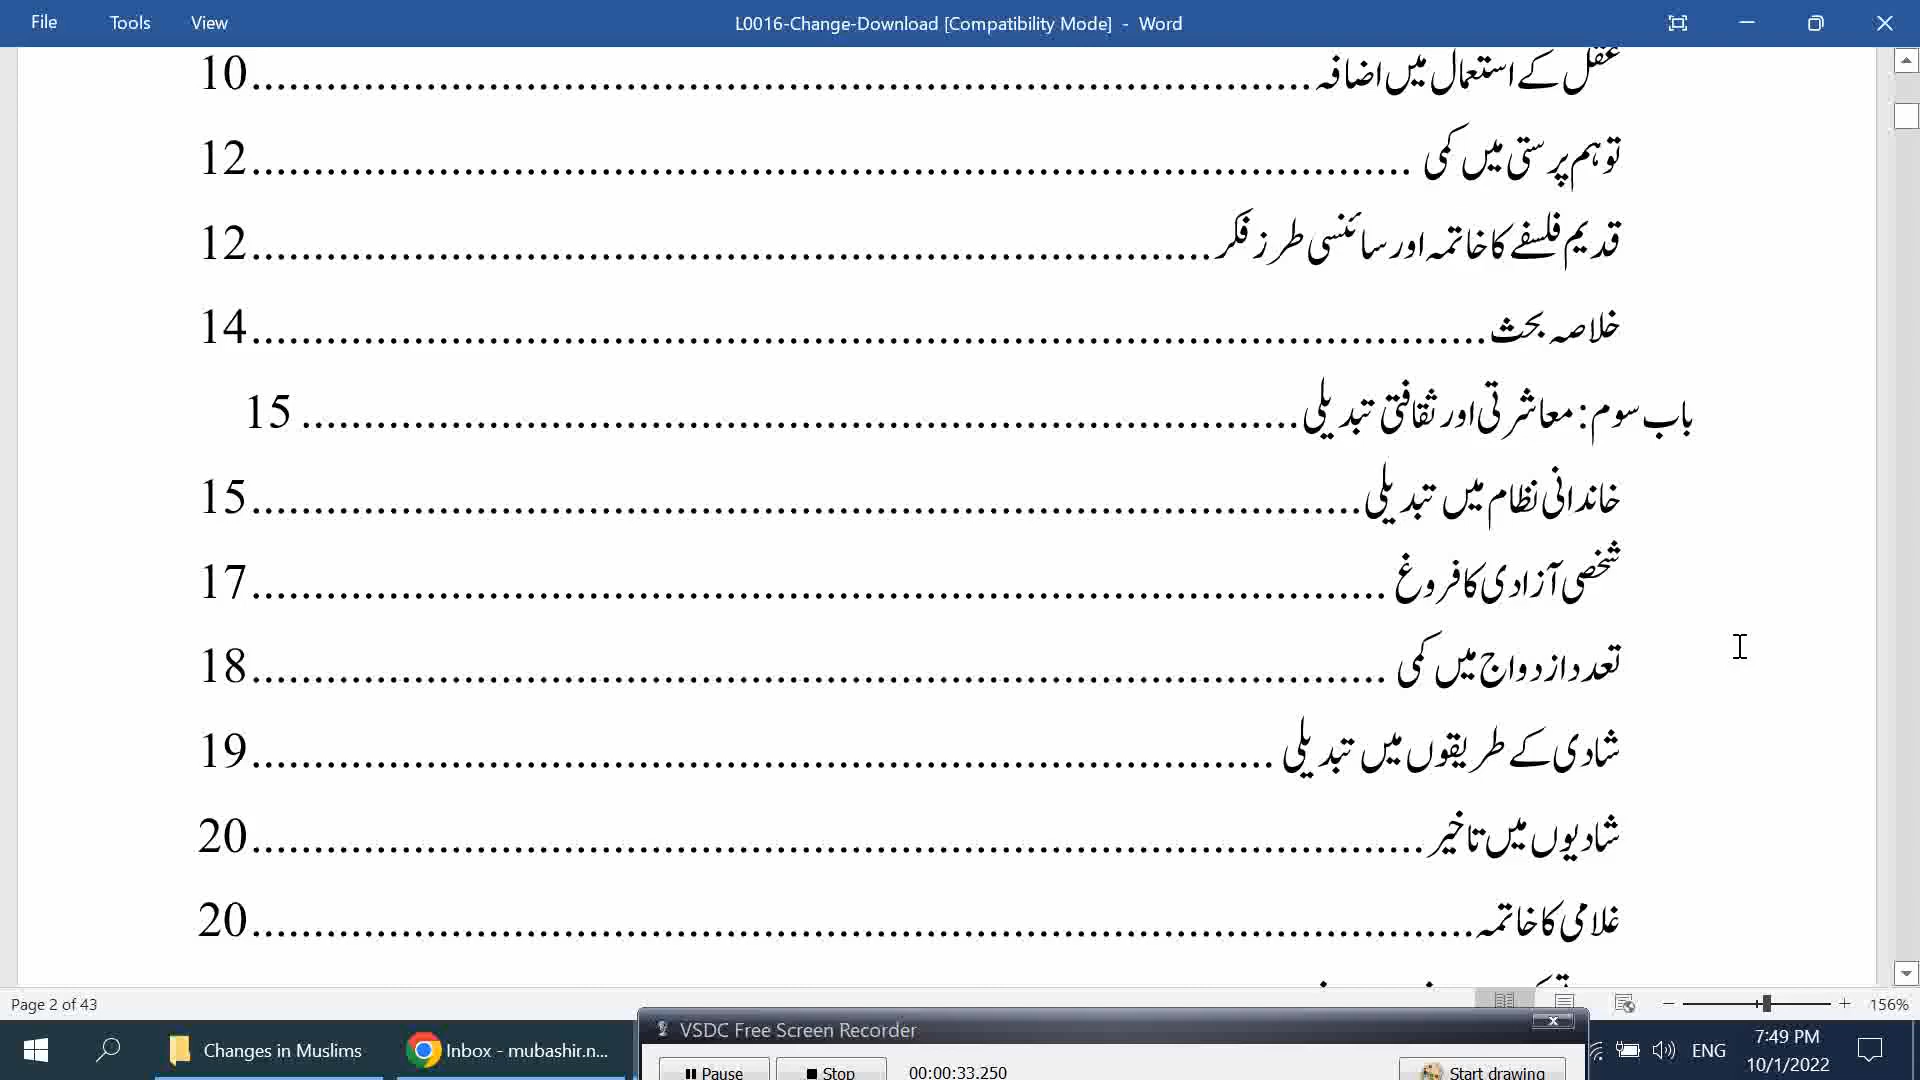 File Tools View L0016-Change-Download [Compatibility Mode] - Word
عقل کے استعمال میں اضافہ 10
توہم پرستی میں کمی 12
قدیم فلسفے کا خاتمہ اور سائنسی طرز فکر 12
خلاصہ بحث 14
باب سوم: معاشرتی اور ثقافتی تبدیلی 15
خاندانی نظام میں تبدیلی 15
شخصی آزادی کا فروغ 17
تعدد ازدواج میں کمی 18
شادی کے طریقوں میں تبدیلی 19
شادیوں میں تاخیر 20
غلامی کا خاتمہ 20
Page 2 of 43 156%
VSDC Free Screen Recorder
Changes in Muslims Inbox - mubashir.n... ENG 7:49 PM
10/1/2022
Pause Stop 00:00:33.250 Start drawing